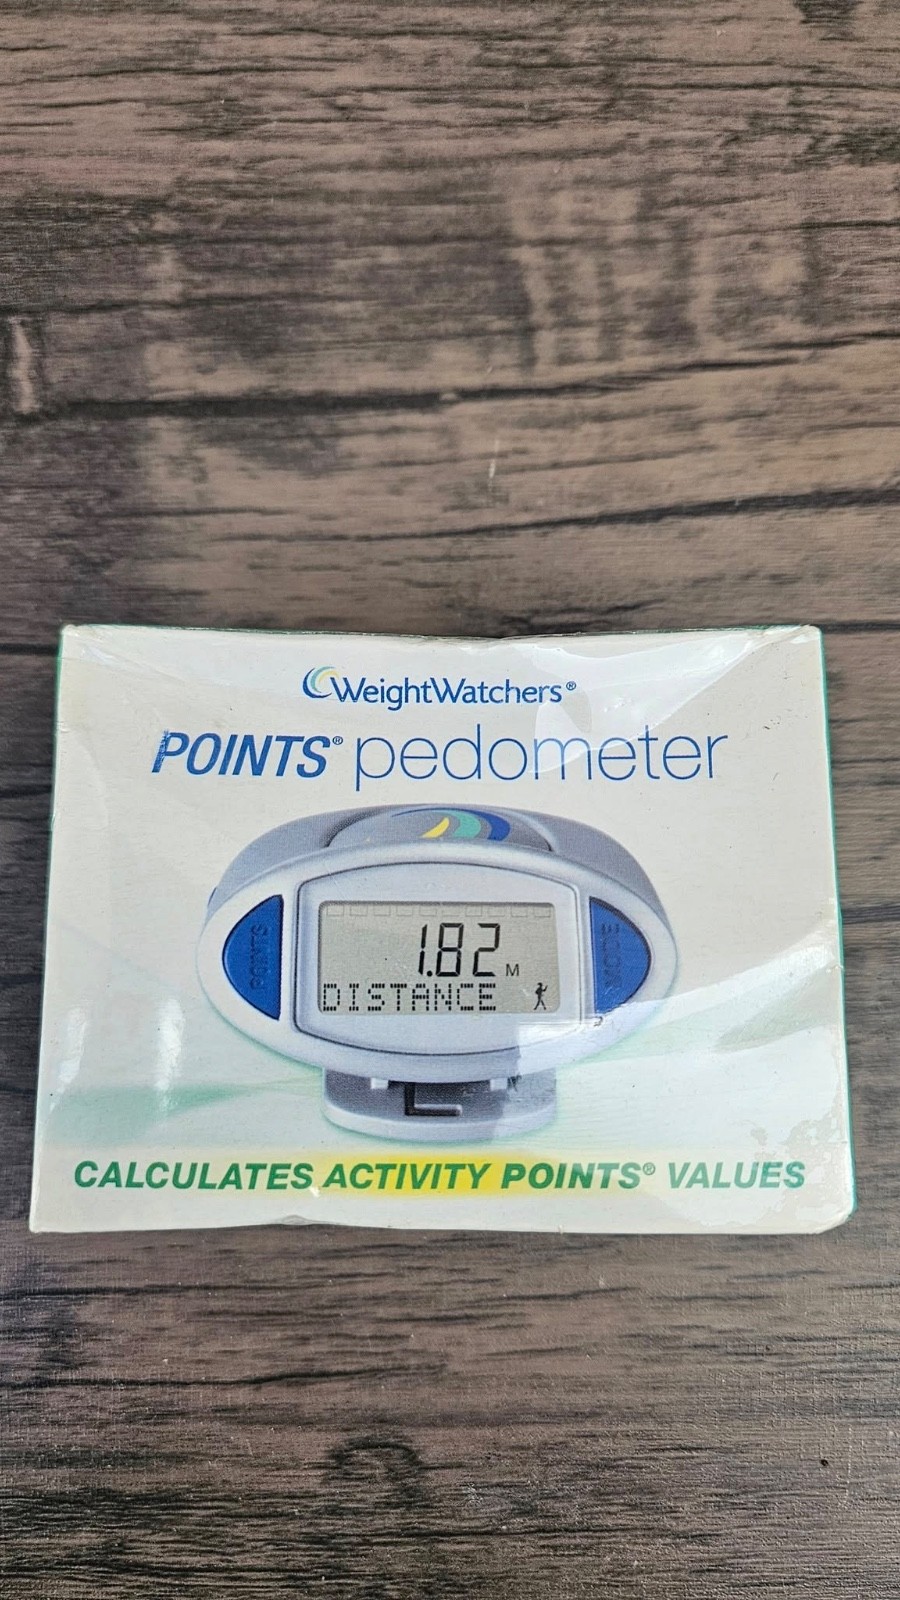 WeightWatchers®
POINTS® pedometer
POINTS
1.82 M
MODE
DISTANCE
CALCULATES ACTIVITY POINTS® VALUES